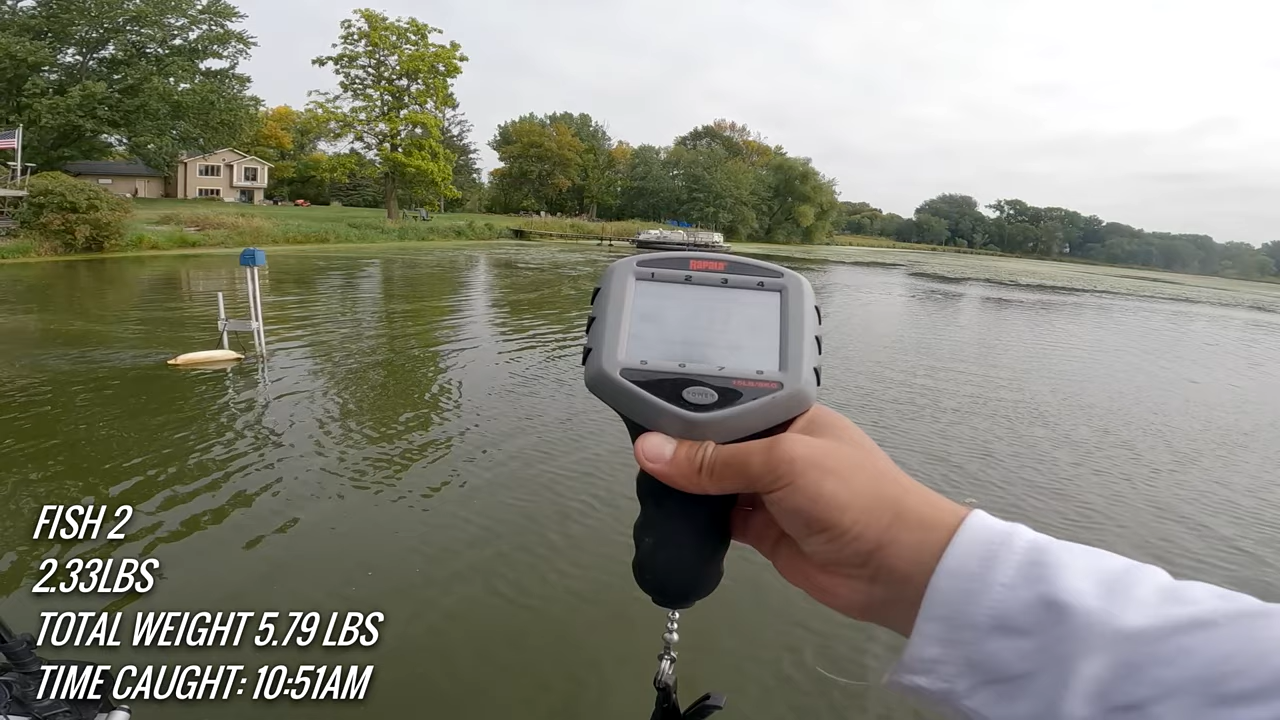 RAPALA
1 2 3 4
5 6 7 8
POWER
FISH 2
2.33LBS
TOTAL WEIGHT 5.79 LBS
TIME CAUGHT: 10:51AM